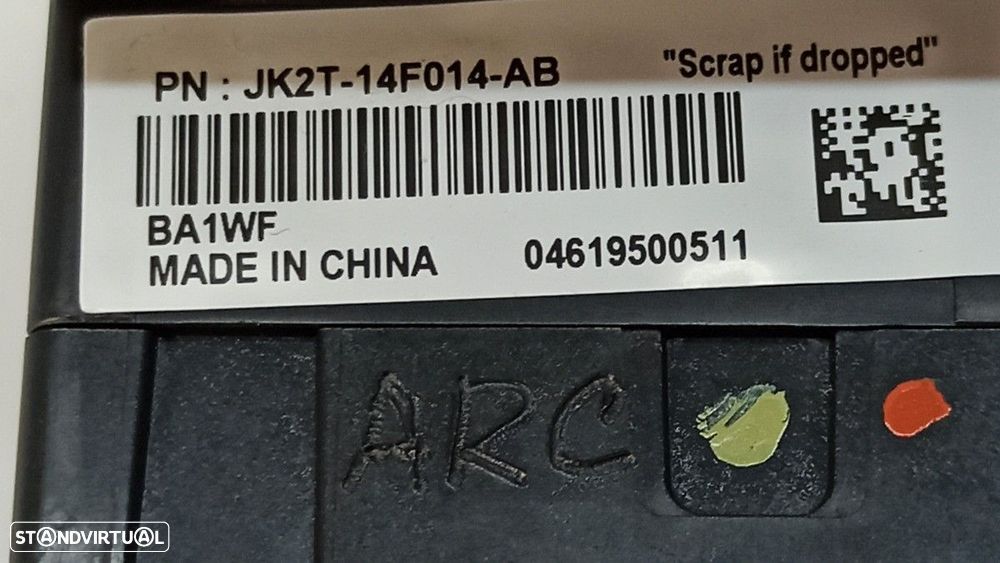 PN : JK2T-14F014-AB
"Scrap if dropped"
BA1WF
MADE IN CHINA
04619500511
ARC
STANDVIRTUAL